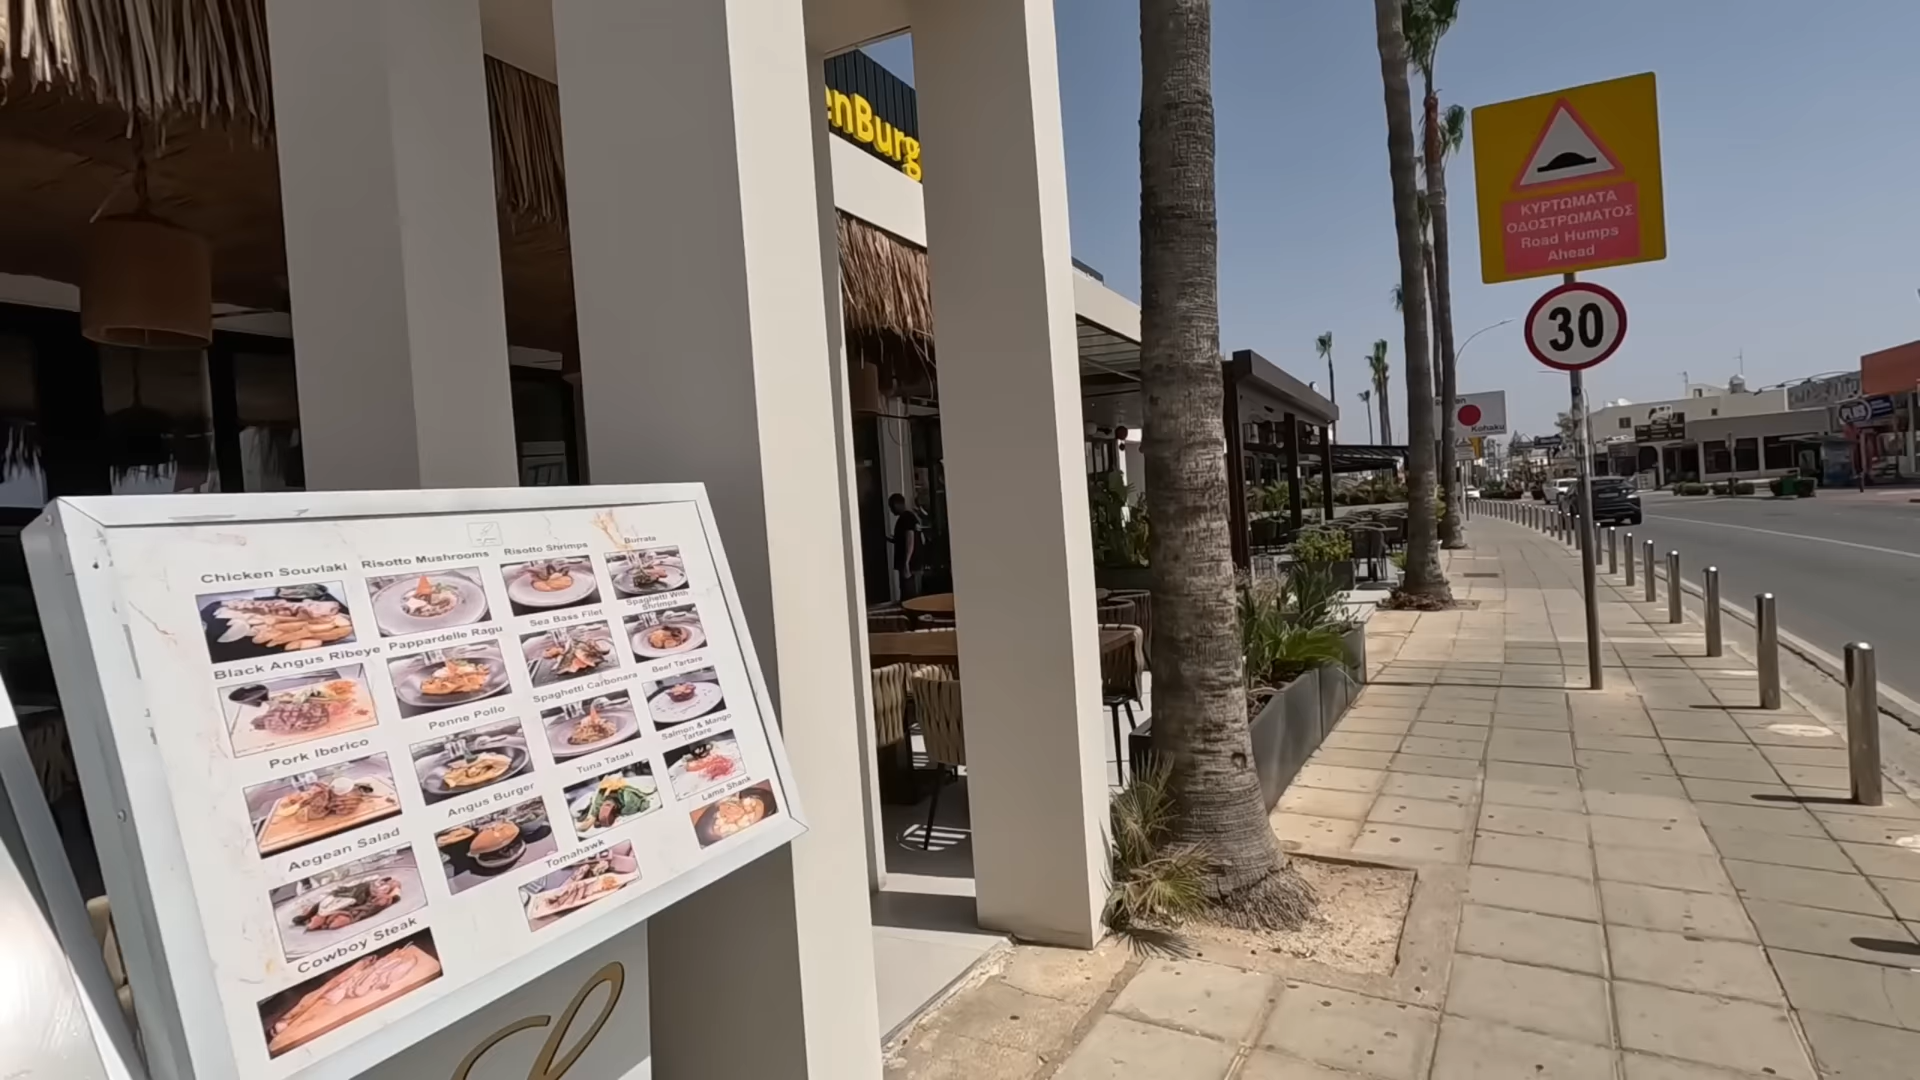 enBurg
ΚΥΡΤΩΜΑΤΑ
ΟΔΟΣΤΡΩΜΑΤΟΣ
Road Humps
Ahead
30
Kohaku
PLUS
Chicken Souvlaki
Risotto Mushrooms
Risotto Shrimps
Burrata
Black Angus Ribeye
Pappardelle Ragu
Sea Bass Filet
Spaghetti With
Shrimps
Pork Iberico
Penne Pollo
Spaghetti Carbonara
Beef Tartare
Aegean Salad
Angus Burger
Tuna Tataki
Salmon & Mango
Tartare
Cowboy Steak
Tomahawk
Lamb Shank